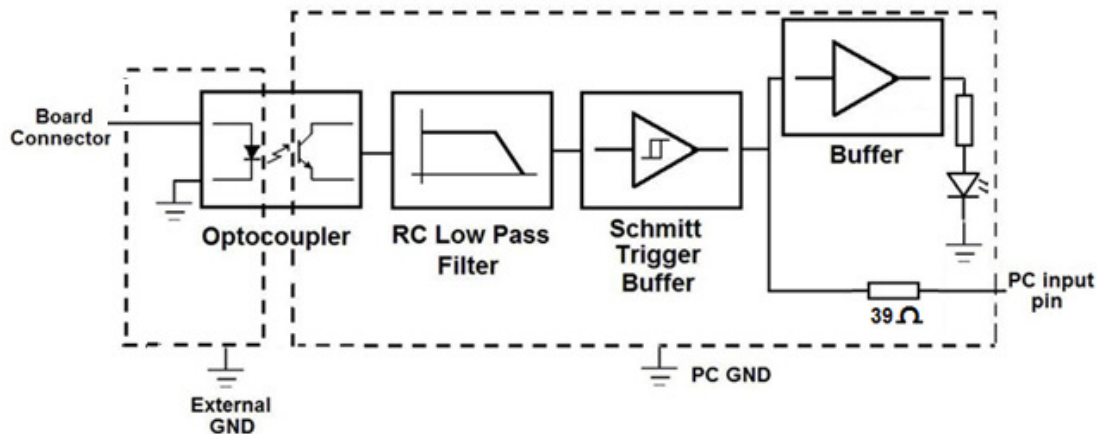 Board
Connector
Optocoupler
RC Low Pass
Filter
Schmitt
Trigger
Buffer
Buffer
39 Ω
PC input
pin
PC GND
External
GND